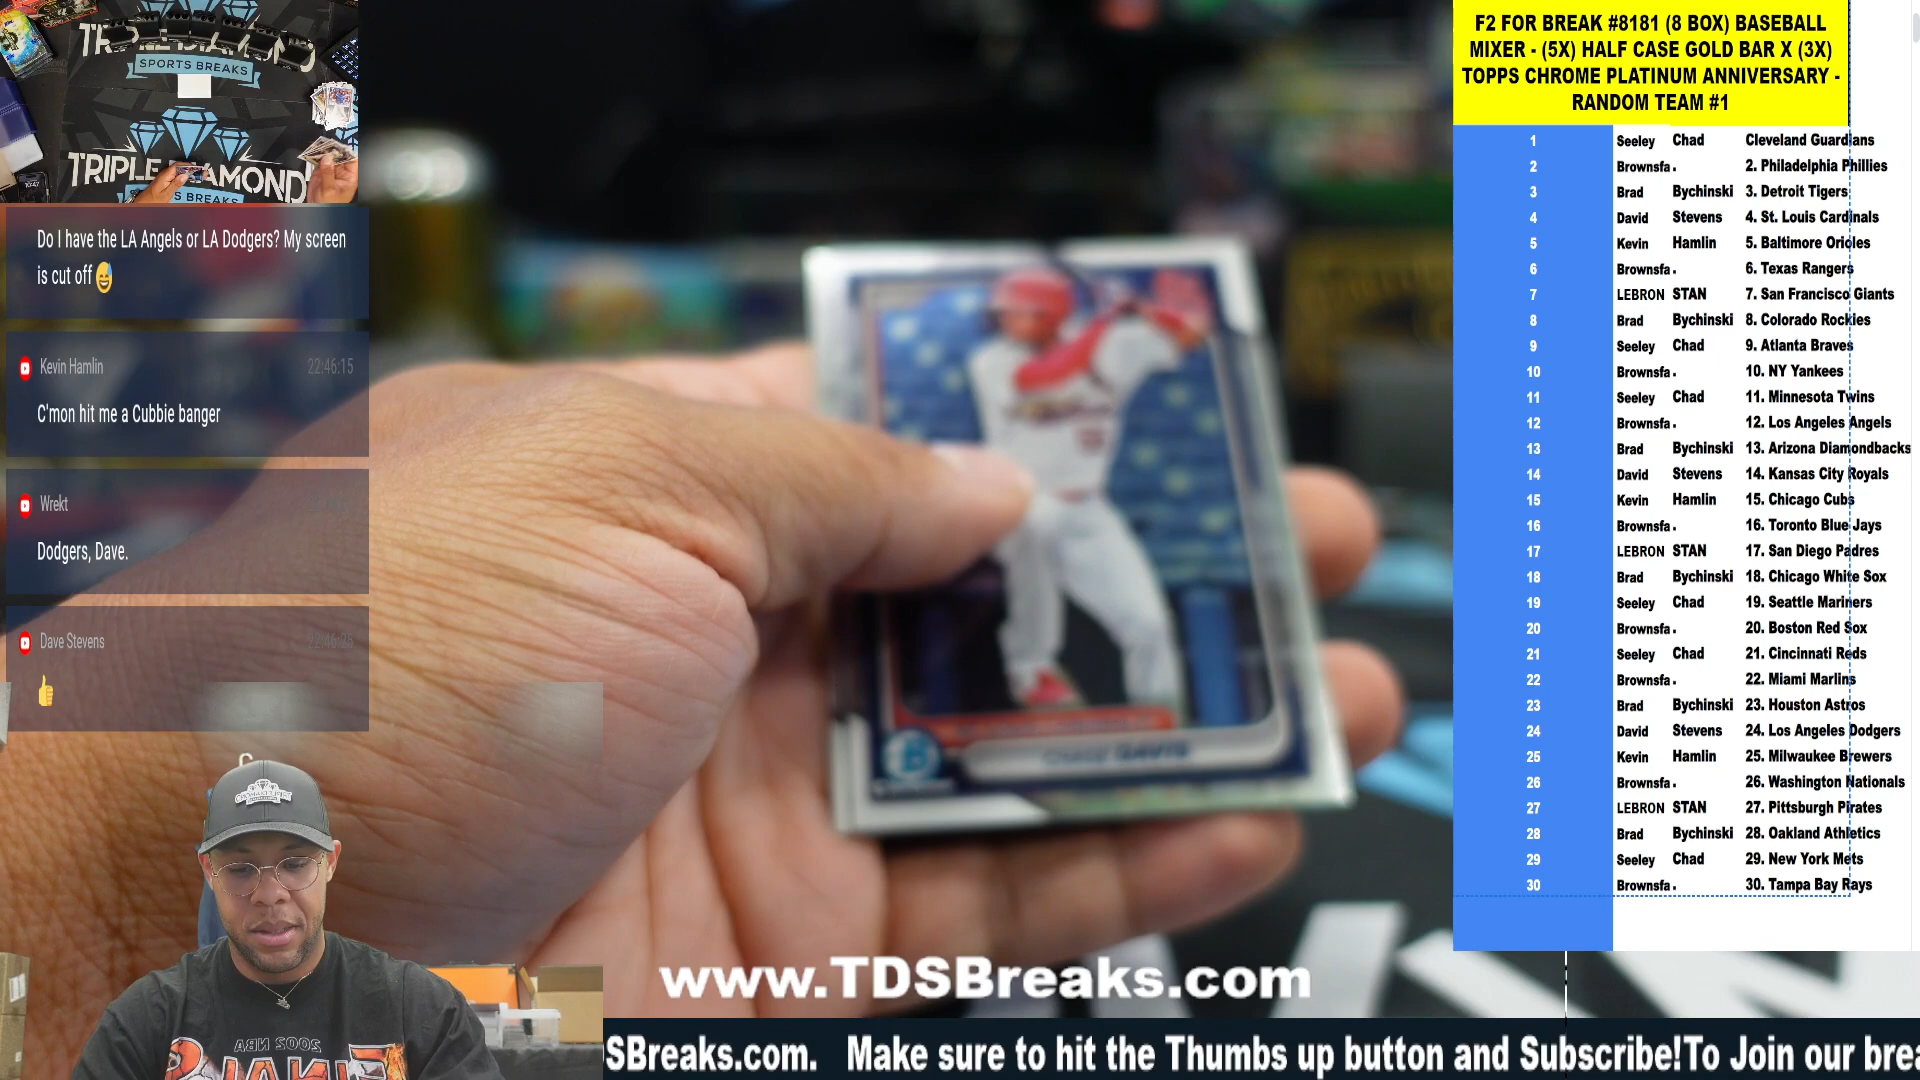 TRIPLE DIAMOND
SPORTS BREAKS
TRIPLE DIAMOND
S BREAKS
Do I have the LA Angels or LA Dodgers? My screen
is cut off 😅
Kevin Hamlin 22:46:15
C'mon hit me a Cubbie banger
Wrekt
Dodgers, Dave.
Dave Stevens 22:46:25
👍
2002 NBA
FINALS
DAVIS
www.TDSBreaks.com
SBreaks.com. Make sure to hit the Thumbs up button and Subscribe!To Join our brea
F2 FOR BREAK #8181 (8 BOX) BASEBALL
MIXER - (5X) HALF CASE GOLD BAR X (3X)
TOPPS CHROME PLATINUM ANNIVERSARY -
RANDOM TEAM #1
1 Seeley Chad Cleveland Guardians
2 Brownsfa . 2. Philadelphia Phillies
3 Brad Bychinski 3. Detroit Tigers
4 David Stevens 4. St. Louis Cardinals
5 Kevin Hamlin 5. Baltimore Orioles
6 Brownsfa . 6. Texas Rangers
7 LEBRON STAN 7. San Francisco Giants
8 Brad Bychinski 8. Colorado Rockies
9 Seeley Chad 9. Atlanta Braves
10 Brownsfa . 10. NY Yankees
11 Seeley Chad 11. Minnesota Twins
12 Brownsfa . 12. Los Angeles Angels
13 Brad Bychinski 13. Arizona Diamondbacks
14 David Stevens 14. Kansas City Royals
15 Kevin Hamlin 15. Chicago Cubs
16 Brownsfa . 16. Toronto Blue Jays
17 LEBRON STAN 17. San Diego Padres
18 Brad Bychinski 18. Chicago White Sox
19 Seeley Chad 19. Seattle Mariners
20 Brownsfa . 20. Boston Red Sox
21 Seeley Chad 21. Cincinnati Reds
22 Brownsfa . 22. Miami Marlins
23 Brad Bychinski 23. Houston Astros
24 David Stevens 24. Los Angeles Dodgers
25 Kevin Hamlin 25. Milwaukee Brewers
26 Brownsfa . 26. Washington Nationals
27 LEBRON STAN 27. Pittsburgh Pirates
28 Brad Bychinski 28. Oakland Athletics
29 Seeley Chad 29. New York Mets
30 Brownsfa . 30. Tampa Bay Rays